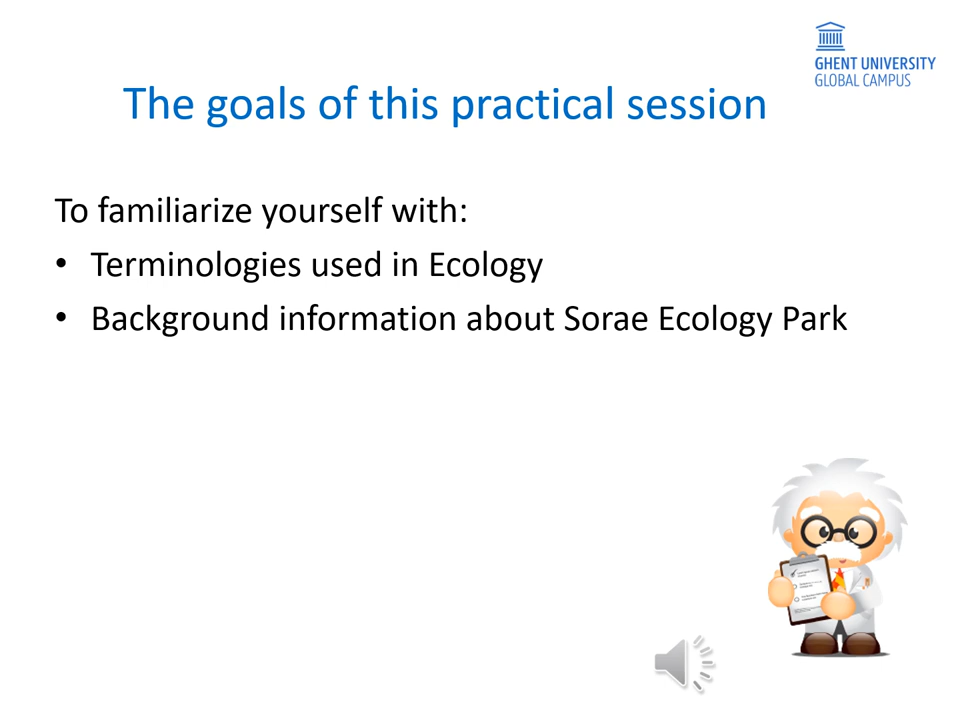 GHENT UNIVERSITY
GLOBAL CAMPUS
The goals of this practical session
To familiarize yourself with:
• Terminologies used in Ecology
• Background information about Sorae Ecology Park